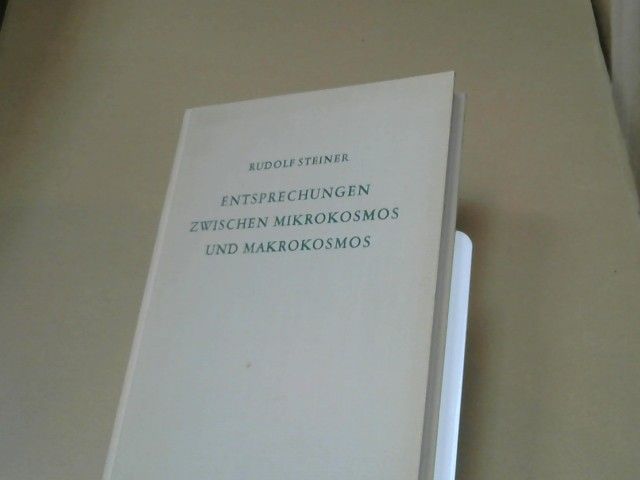 RUDOLF STEINER
ENTSPRECHUNGEN
ZWISCHEN MIKROKOSMOS
UND MAKROKOSMOS